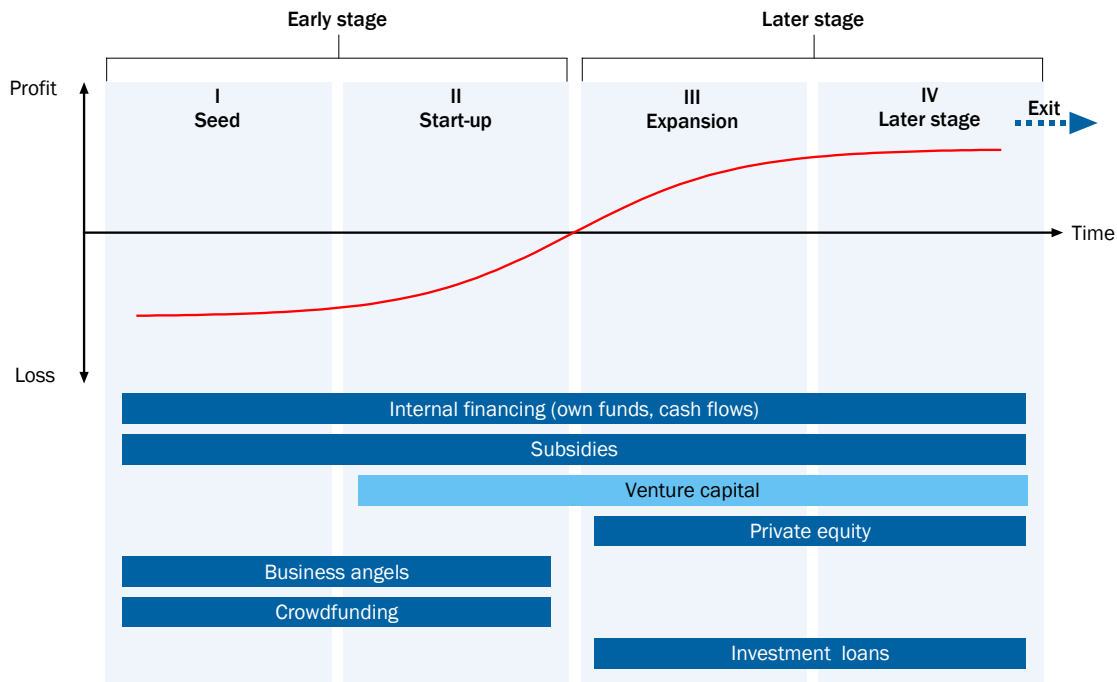 Early stage
Later stage
Profit
I
Seed
II
Start-up
III
Expansion
IV
Later stage
Exit
Time
Loss
Internal financing (own funds, cash flows)
Subsidies
Venture capital
Private equity
Business angels
Crowdfunding
Investment loans